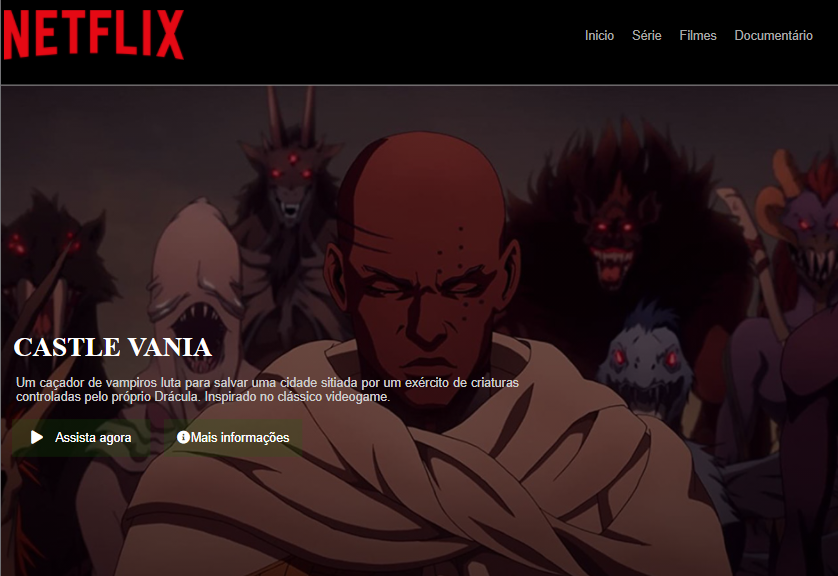 NETFLIX
Inicio Série Filmes Documentário
CASTLE VANIA
Um caçador de vampiros luta para salvar uma cidade sitiada por um exército de criaturas
controladas pelo próprio Drácula. Inspirado no clássico videogame.
Assista agora Mais informações